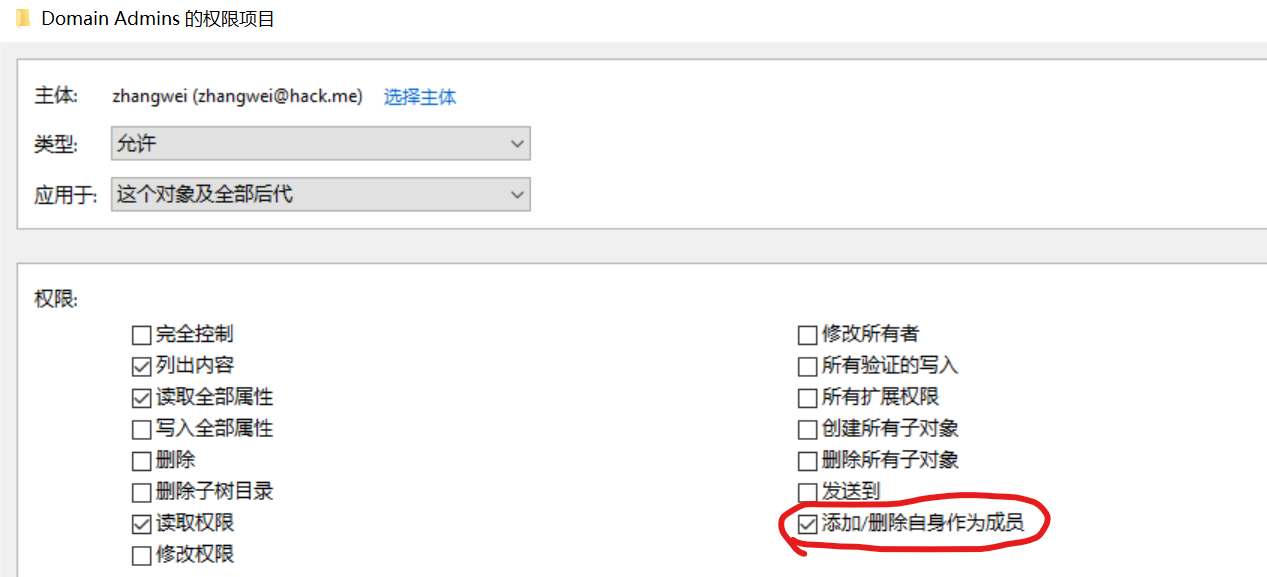 Domain Admins 的权限项目
主体: zhangwei (zhangwei@hack.me) 选择主体
类型: 允许
应用于: 这个对象及全部后代
权限:
完全控制
列出内容
读取全部属性
写入全部属性
删除
删除子树目录
读取权限
修改权限
修改所有者
所有验证的写入
所有扩展权限
创建所有子对象
删除所有子对象
发送到
添加/删除自身作为成员